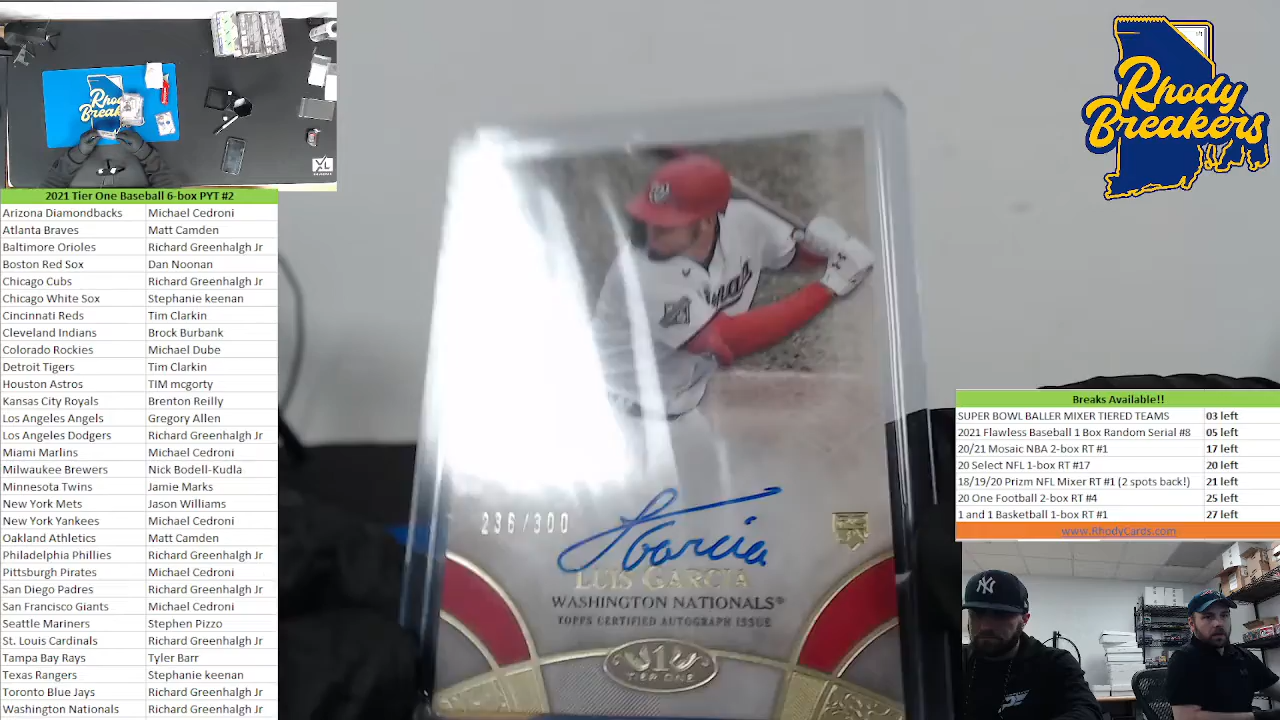 Rhody
Breakers
2021 Tier One Baseball 6-box PYT #2
Arizona Diamondbacks Michael Cedroni
Atlanta Braves Matt Camden
Baltimore Orioles Richard Greenhalgh Jr
Boston Red Sox Dan Noonan
Chicago Cubs Richard Greenhalgh Jr
Chicago White Sox Stephanie keenan
Cincinnati Reds Tim Clarkin
Cleveland Indians Brock Burbank
Colorado Rockies Michael Dube
Detroit Tigers Tim Clarkin
Houston Astros TIM mcgorty
Kansas City Royals Brenton Reilly
Los Angeles Angels Gregory Allen
Los Angeles Dodgers Richard Greenhalgh Jr
Miami Marlins Michael Cedroni
Milwaukee Brewers Nick Bodell-Kudla
Minnesota Twins Jamie Marks
New York Mets Jason Williams
New York Yankees Michael Cedroni
Oakland Athletics Matt Camden
Philadelphia Phillies Richard Greenhalgh Jr
Pittsburgh Pirates Michael Cedroni
San Diego Padres Richard Greenhalgh Jr
San Francisco Giants Michael Cedroni
Seattle Mariners Stephen Pizzo
St. Louis Cardinals Richard Greenhalgh Jr
Tampa Bay Rays Tyler Barr
Texas Rangers Stephanie keenan
Toronto Blue Jays Richard Greenhalgh Jr
Washington Nationals Richard Greenhalgh Jr
236/300
L Garcia
LUIS GARCIA
WASHINGTON NATIONALS®
TOPPS CERTIFIED AUTOGRAPH ISSUE
1
TIER ONE
Rhody
Breakers
Breaks Available!!
SUPER BOWL BALLER MIXER TIERED TEAMS 03 left
2021 Flawless Baseball 1 Box Random Serial #8 05 left
20/21 Mosaic NBA 2-box RT #1 17 left
20 Select NFL 1-box RT #17 20 left
18/19/20 Prizm NFL Mixer RT #1 (2 spots back!) 21 left
20 One Football 2-box RT #4 25 left
1 and 1 Basketball 1-box RT #1 27 left
www.RhodyCards.com